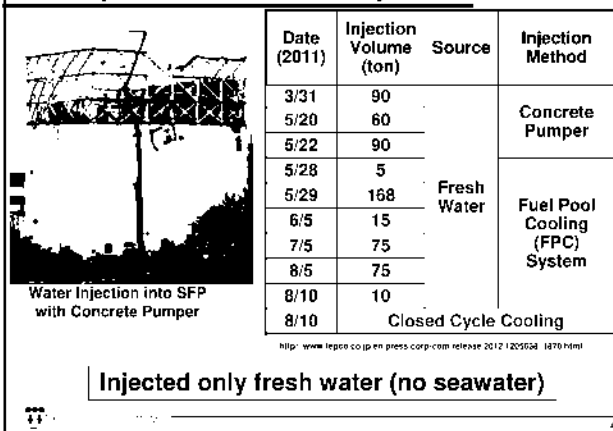 Date
(2011)
Injection
Volume
(ton)
Source
Injection
Method
3/31 90
5/20 60
5/22 90
Concrete
Pumper
5/28 5
5/29 168
6/5 15
7/5 75
8/5 75
8/10 10
Fresh
Water
Fuel Pool
Cooling
(FPC)
System
8/10 Closed Cycle Cooling
Water Injection into SFP
with Concrete Pumper
Injected only fresh water (no seawater)